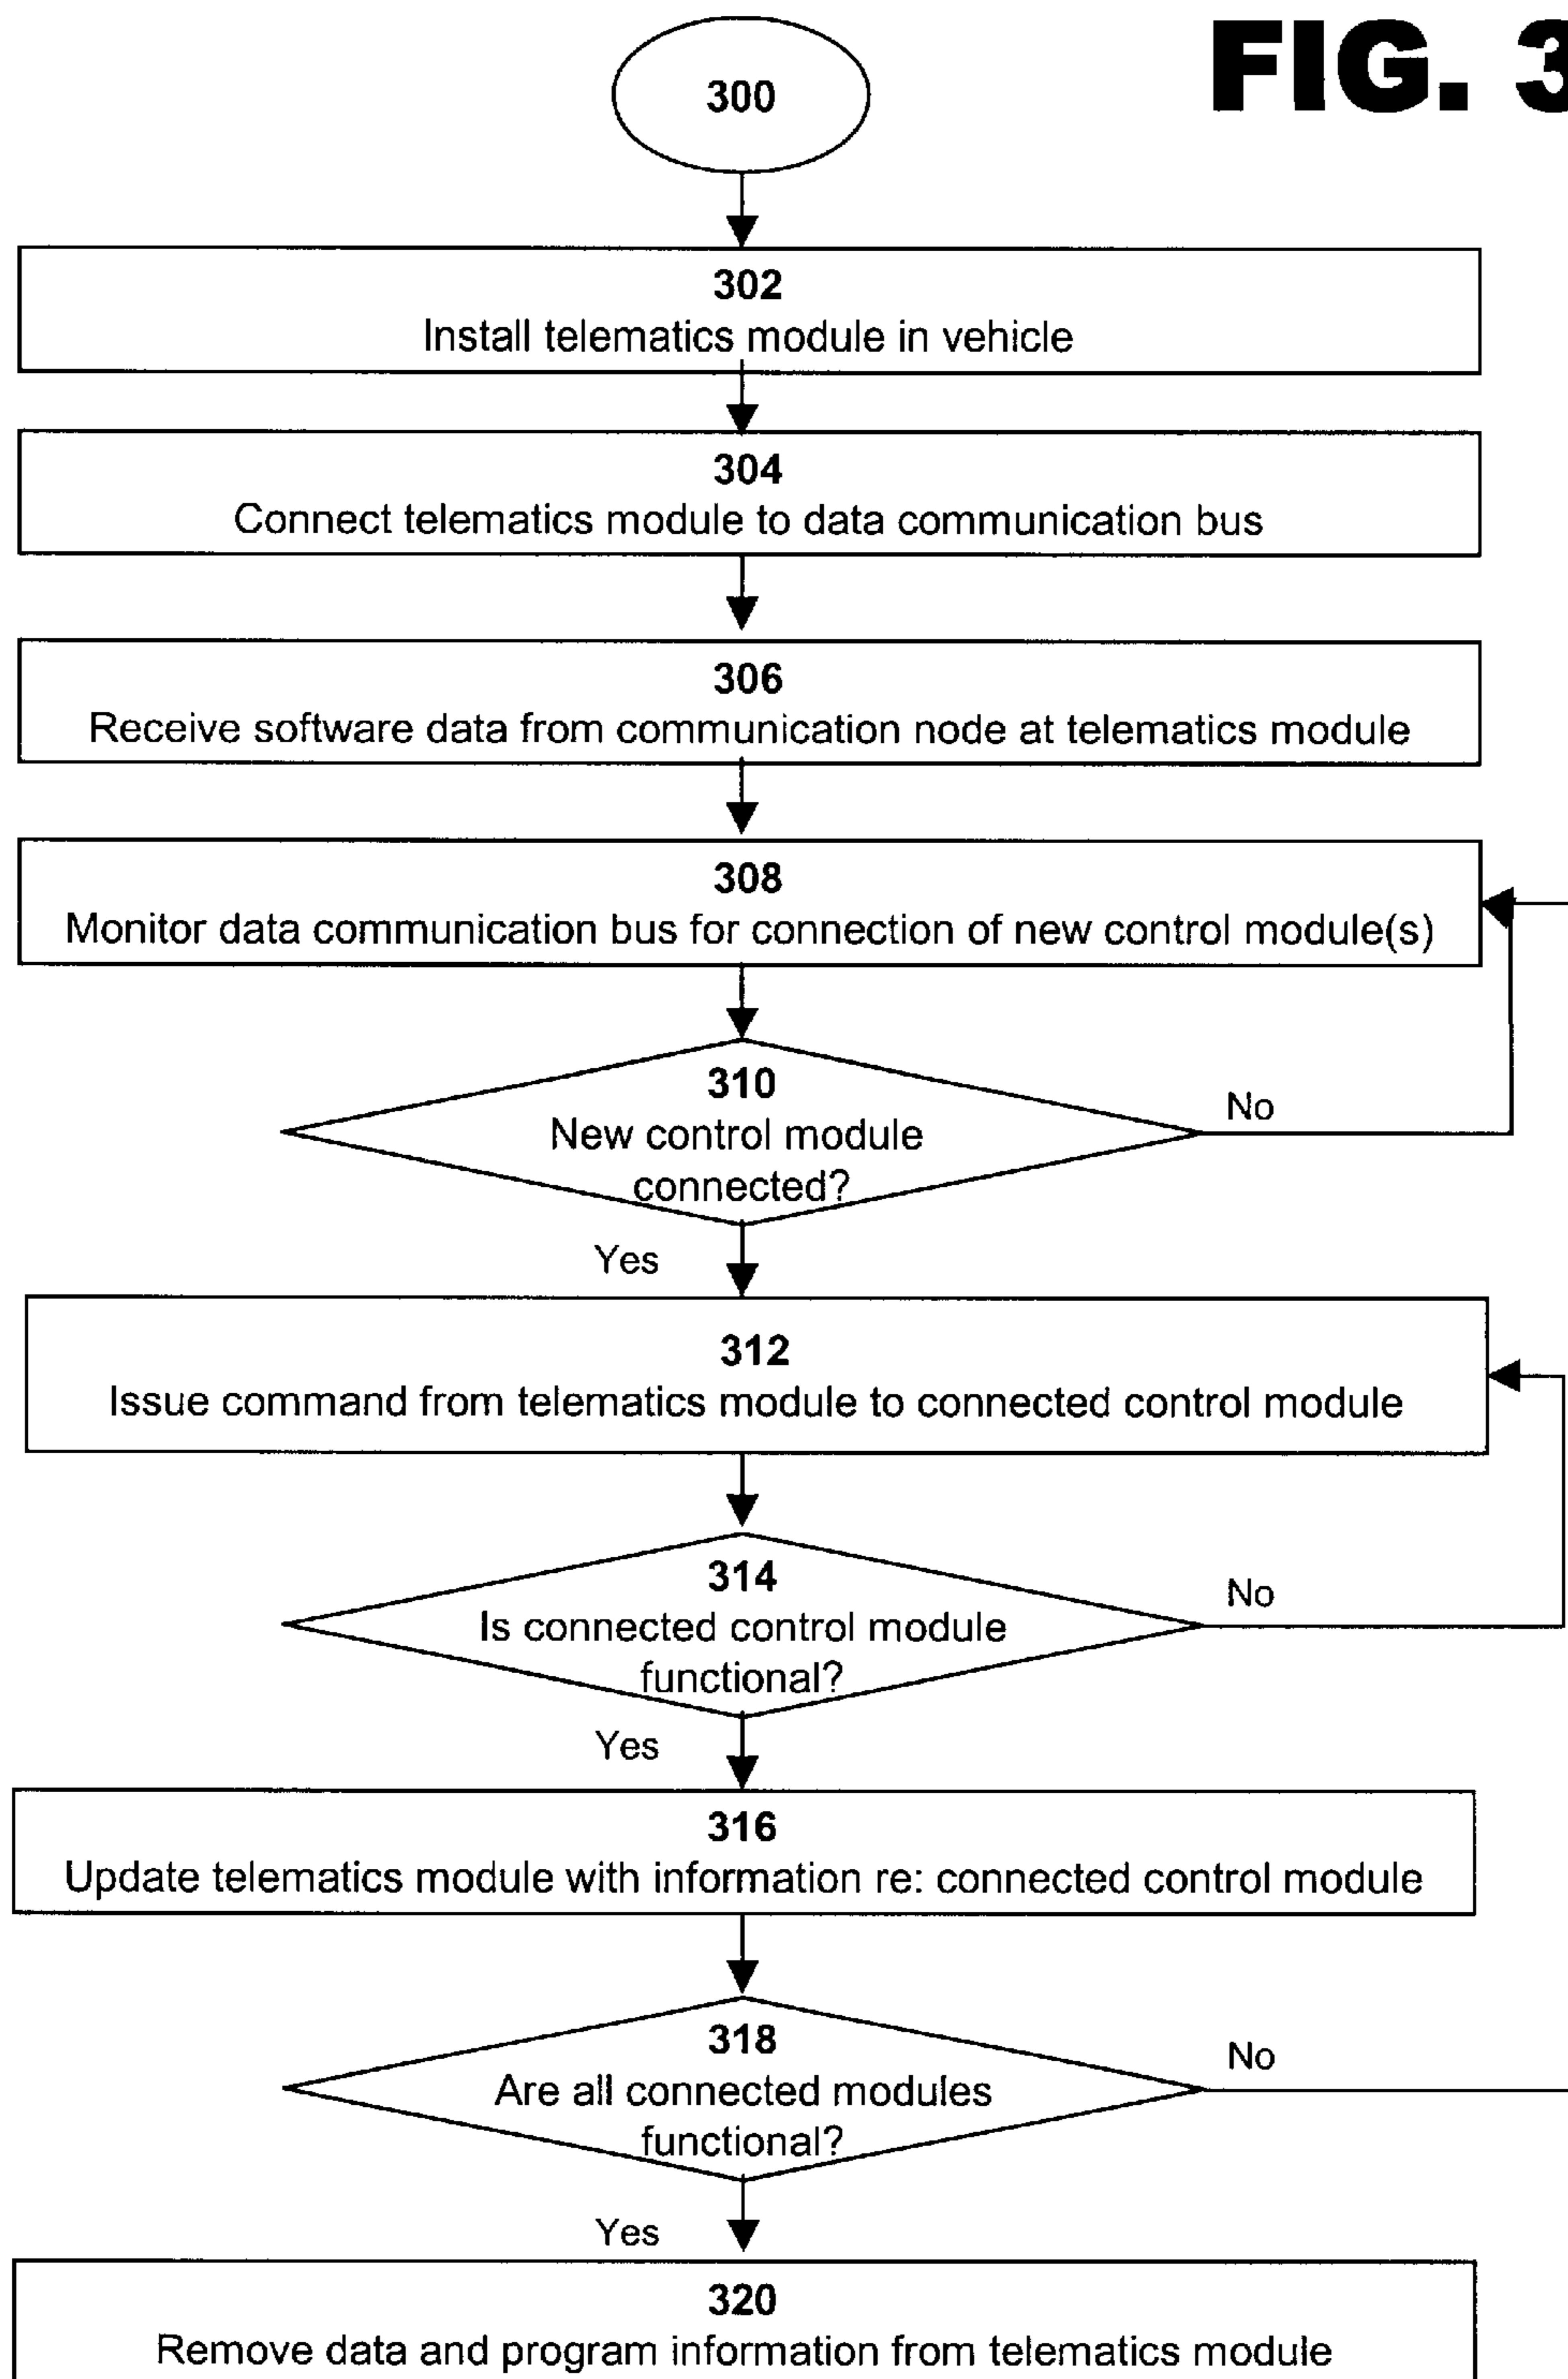 FIG. 3
300
302
Install telematics module in vehicle
304
Connect telematics module to data communication bus
306
Receive software data from communication node at telematics module
308
Monitor data communication bus for connection of new control module(s)
310
New control module
connected?
No
Yes
312
Issue command from telematics module to connected control module
314
Is connected control module
functional?
No
Yes
316
Update telematics module with information re: connected control module
318
Are all connected modules
functional?
No
Yes
320
Remove data and program information from telematics module